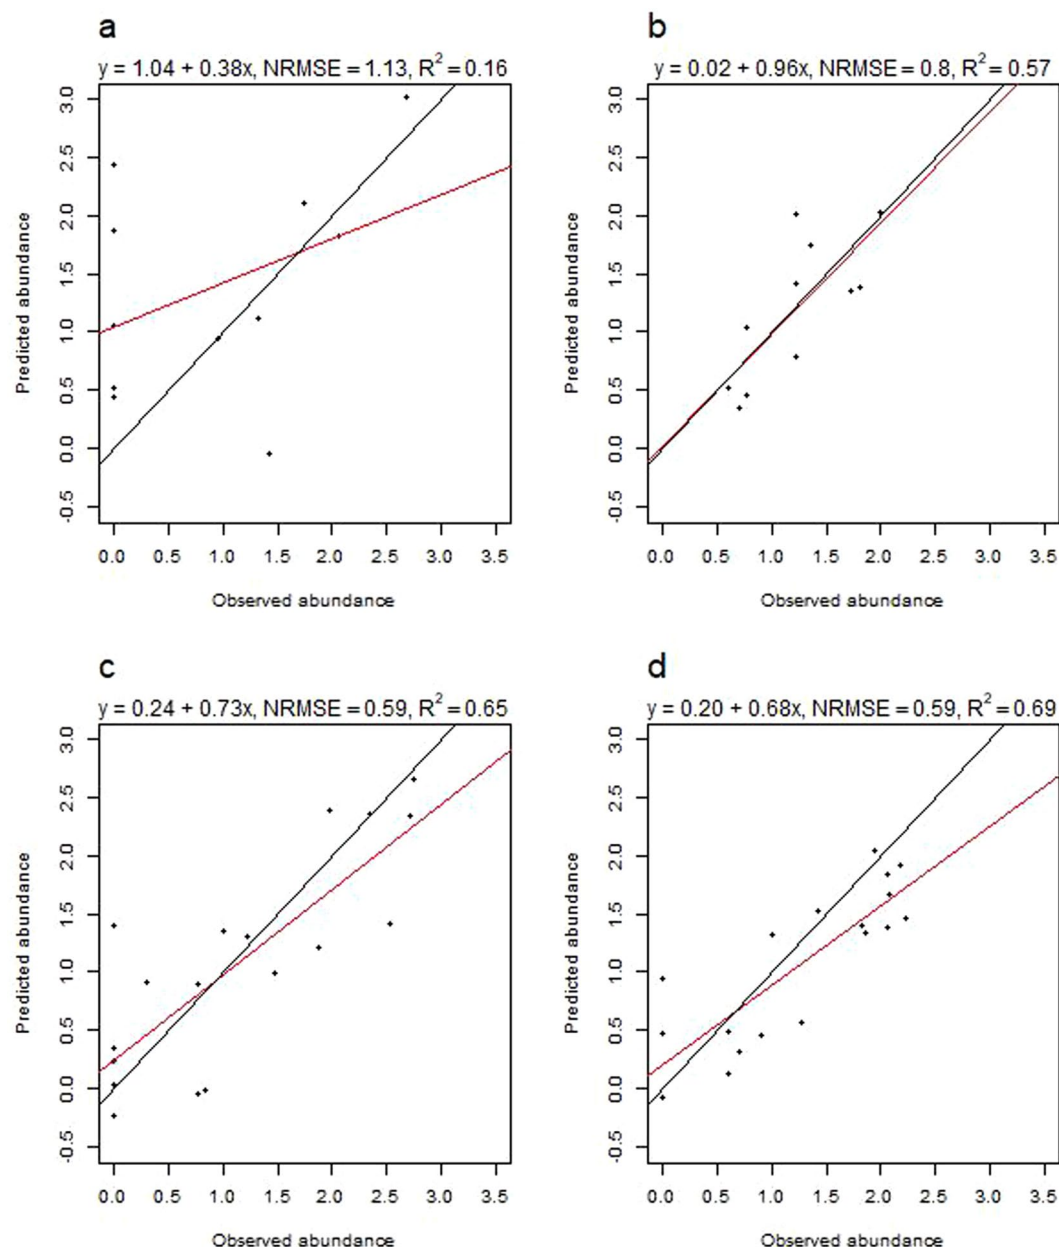 a
y = 1.04 + 0.38x, NRMSE = 1.13, R² = 0.16
Predicted abundance
3.0
2.5
2.0
1.5
1.0
0.5
0.0
-0.5
0.0 0.5 1.0 1.5 2.0 2.5 3.0 3.5
Observed abundance
b
y = 0.02 + 0.96x, NRMSE = 0.8, R² = 0.57
Predicted abundance
3.0
2.5
2.0
1.5
1.0
0.5
0.0
-0.5
0.0 0.5 1.0 1.5 2.0 2.5 3.0 3.5
Observed abundance
c
y = 0.24 + 0.73x, NRMSE = 0.59, R² = 0.65
Predicted abundance
3.0
2.5
2.0
1.5
1.0
0.5
0.0
-0.5
0.0 0.5 1.0 1.5 2.0 2.5 3.0 3.5
Observed abundance
d
y = 0.20 + 0.68x, NRMSE = 0.59, R² = 0.69
Predicted abundance
3.0
2.5
2.0
1.5
1.0
0.5
0.0
-0.5
0.0 0.5 1.0 1.5 2.0 2.5 3.0 3.5
Observed abundance